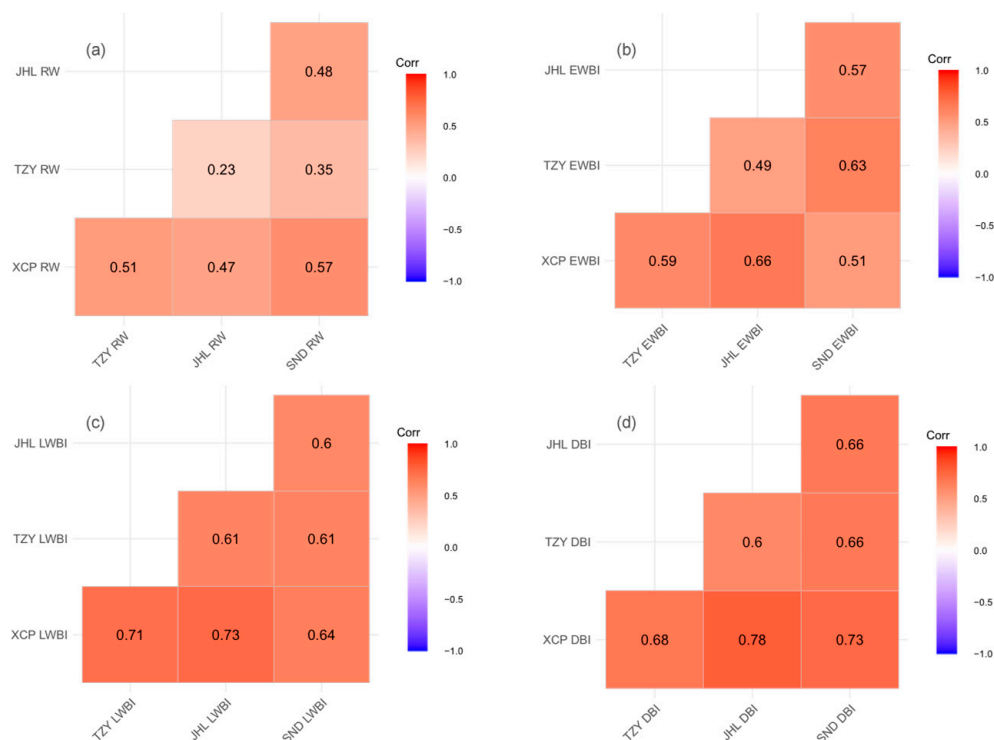 (a)
JHL RW
TZY RW
XCP RW
0.48
0.23 0.35
0.51 0.47 0.57
TZY RW JHL RW SND RW
Corr
1.0
0.5
0.0
−0.5
−1.0
(b)
JHL EWBI
TZY EWBI
XCP EWBI
0.57
0.49 0.63
0.59 0.66 0.51
TZY EWBI JHL EWBI SND EWBI
Corr
1.0
0.5
0.0
−0.5
−1.0
(c)
JHL LWBI
TZY LWBI
XCP LWBI
0.6
0.61 0.61
0.71 0.73 0.64
TZY LWBI JHL LWBI SND LWBI
Corr
1.0
0.5
0.0
−0.5
−1.0
(d)
JHL DBI
TZY DBI
XCP DBI
0.66
0.6 0.66
0.68 0.78 0.73
TZY DBI JHL DBI SND DBI
Corr
1.0
0.5
0.0
−0.5
−1.0